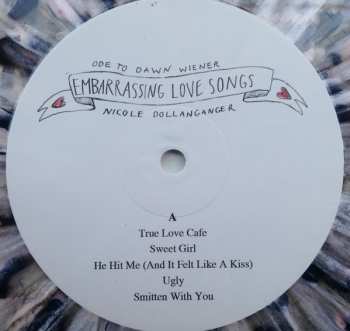 ODE TO DAWN WIENER
EMBARRASSING LOVE SONGS
NICOLE DOLLANGANGER
A
True Love Cafe
Sweet Girl
He Hit Me (And It Felt Like A Kiss)
Ugly
Smitten With You